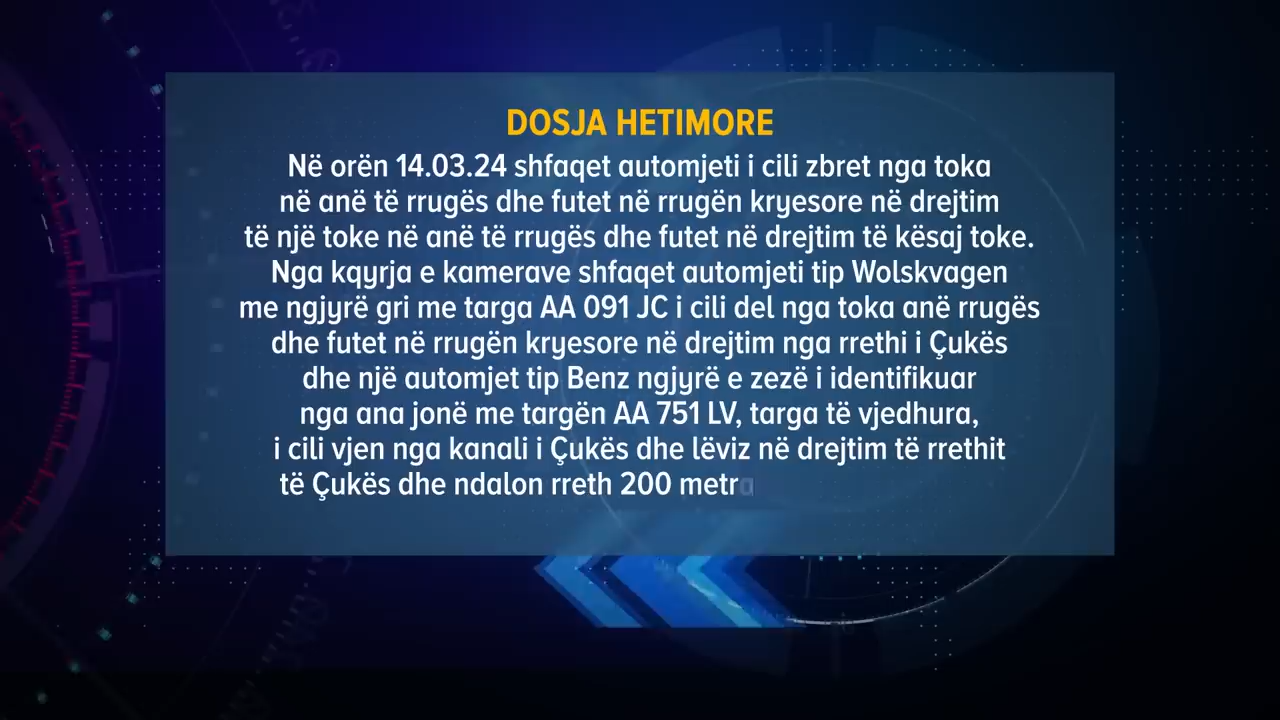 DOSJA HETIMORE
Në orën 14.03.24 shfaqet automjeti i cili zbret nga toka
në anë të rrugës dhe futet në rrugën kryesore në drejtim
të një toke në anë të rrugës dhe futet në drejtim të kësaj toke.
Nga kqyrja e kamerave shfaqet automjeti tip Wolskvagen
me ngjyrë gri me targa AA 091 JC i cili del nga toka anë rrugës
dhe futet në rrugën kryesore në drejtim nga rrethi i Çukës
dhe një automjet tip Benz ngjyrë e zezë i identifikuar
nga ana jonë me targën AA 751 LV, targa të vjedhura,
i cili vjen nga kanali i Çukës dhe lëviz në drejtim të rrethit
të Çukës dhe ndalon rreth 200 metra